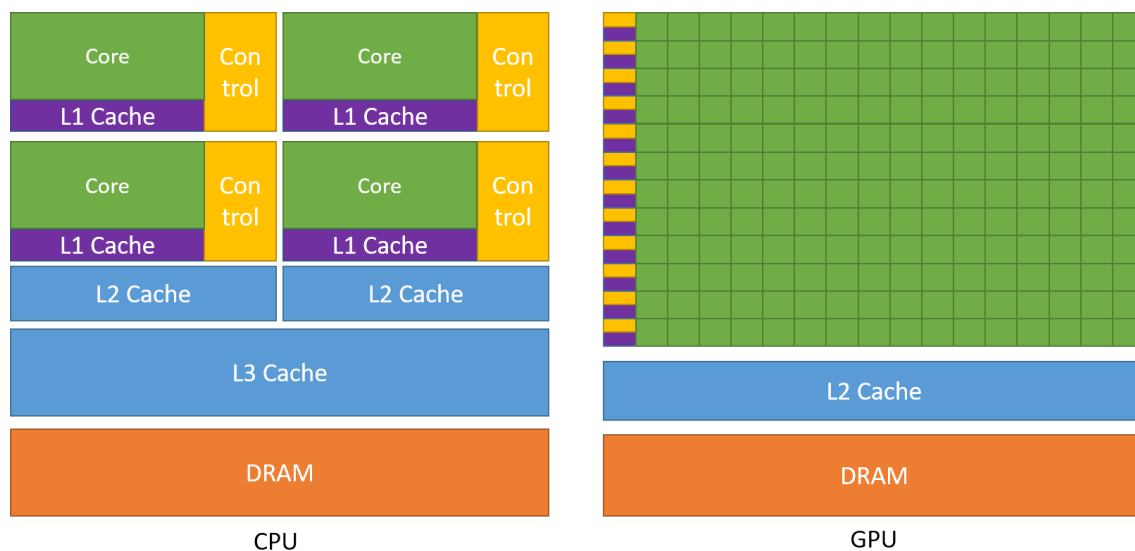 Core
Con
trol
Core
Con
trol
L1 Cache
L1 Cache
Core
Con
trol
Core
Con
trol
L1 Cache
L1 Cache
L2 Cache
L2 Cache
L3 Cache
L2 Cache
DRAM
DRAM
CPU
GPU